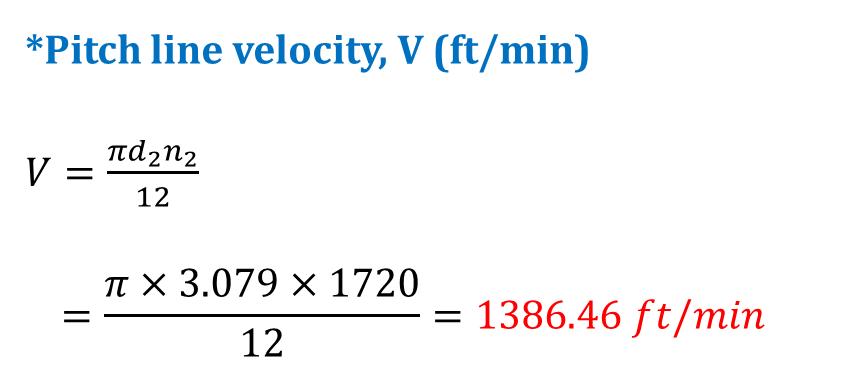 *Pitch line velocity, V (ft/min)
V = πd₂n₂ / 12
= π × 3.079 × 1720 / 12 = 1386.46 ft/min